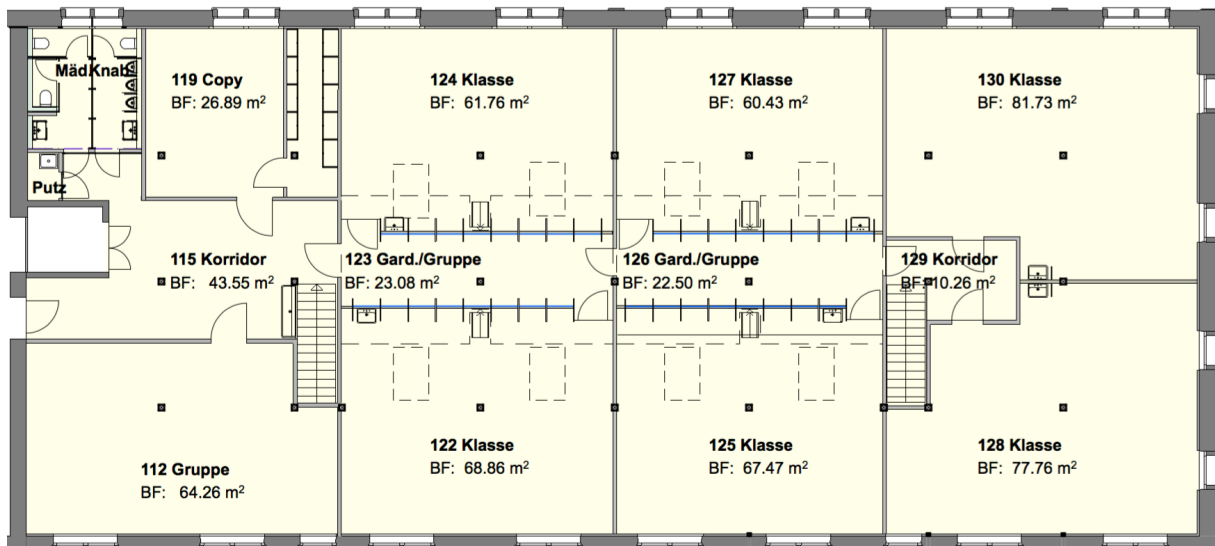 MädKnab
119 Copy
BF: 26.89 m²
124 Klasse
BF: 61.76 m²
127 Klasse
BF: 60.43 m²
130 Klasse
BF: 81.73 m²
Putz
115 Korridor
BF: 43.55 m²
123 Gard./Gruppe
BF: 23.08 m²
126 Gard./Gruppe
BF: 22.50 m²
129 Korridor
BF: 10.26 m²
112 Gruppe
BF: 64.26 m²
122 Klasse
BF: 68.86 m²
125 Klasse
BF: 67.47 m²
128 Klasse
BF: 77.76 m²